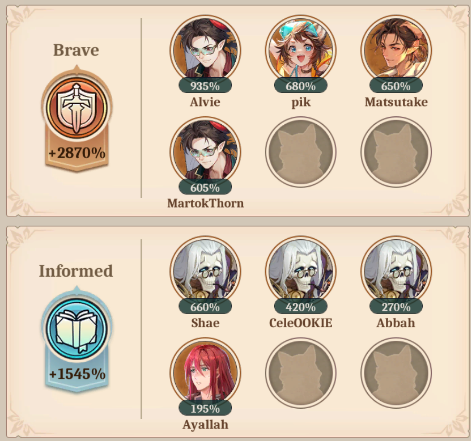 Brave
+2870%
935%
Alvie
680%
pik
650%
Matsutake
605%
MartokThorn
Informed
+1545%
660%
Shae
420%
CeleOOKIE
270%
Abbah
195%
Ayallah